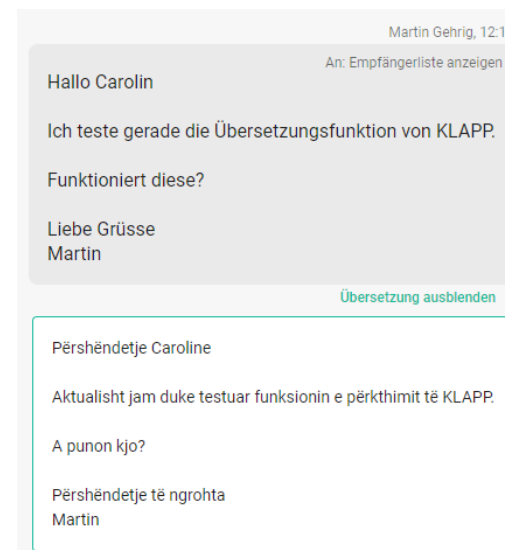 Martin Gehrig, 12:1
An: Empfängerliste anzeigen
Hallo Carolin
Ich teste gerade die Übersetzungsfunktion von KLAPP.
Funktioniert diese?
Liebe Grüsse
Martin
Übersetzung ausblenden
Përshëndetje Caroline
Aktualisht jam duke testuar funksionin e përkthimit të KLAPP.
A punon kjo?
Përshëndetje të ngrohta
Martin